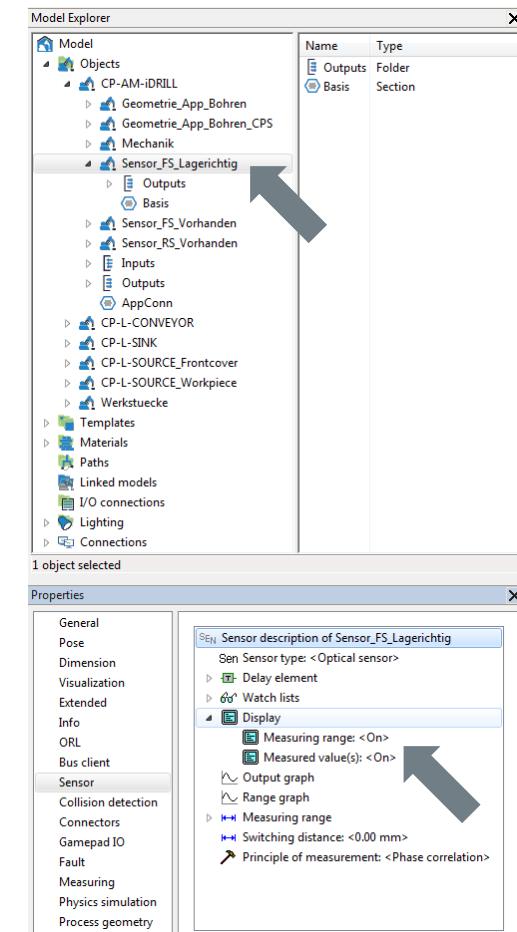 Model Explorer
Model
Objects
CP-AM-iDRILL
Geometrie_App_Bohren
Geometrie_App_Bohren_CPS
Mechanik
Sensor_FS_Lagerichtig
Outputs
Basis
Sensor_FS_Vorhanden
Sensor_RS_Vorhanden
Inputs
Outputs
AppConn
CP-L-CONVEYOR
CP-L-SINK
CP-L-SOURCE_Frontcover
CP-L-SOURCE_Workpiece
Werkstuecke
Templates
Materials
Paths
Linked models
I/O connections
Lighting
Connections
Name Type
Outputs Folder
Basis Section
1 object selected
Properties
General
Pose
Dimension
Visualization
Extended
Info
ORL
Bus client
Sensor
Collision detection
Connectors
Gamepad IO
Fault
Measuring
Physics simulation
Process geometry
SEN Sensor description of Sensor_FS_Lagerichtig
Sen Sensor type: <Optical sensor>
T Delay element
Watch lists
Display
Measuring range: <On>
Measured value(s): <On>
Output graph
Range graph
Measuring range
Switching distance: <0.00 mm>
Principle of measurement: <Phase correlation>